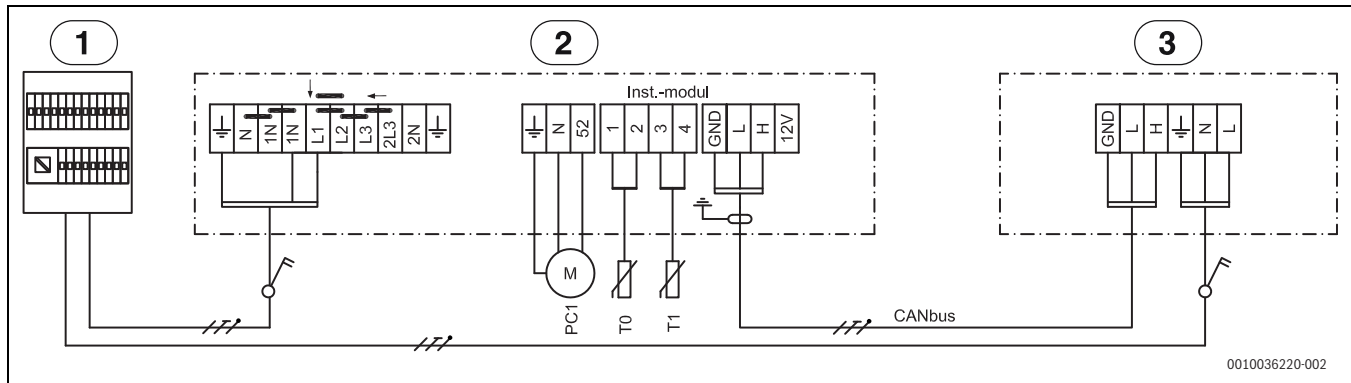 1
2
3
Inst.-modul
N
1N
1N
L1
L2
L3
2L3
2N
N
52
1
2
3
4
GND
L
H
12V
GND
L
H
N
L
M
PC1
T0
T1
CANbus
0010036220-002